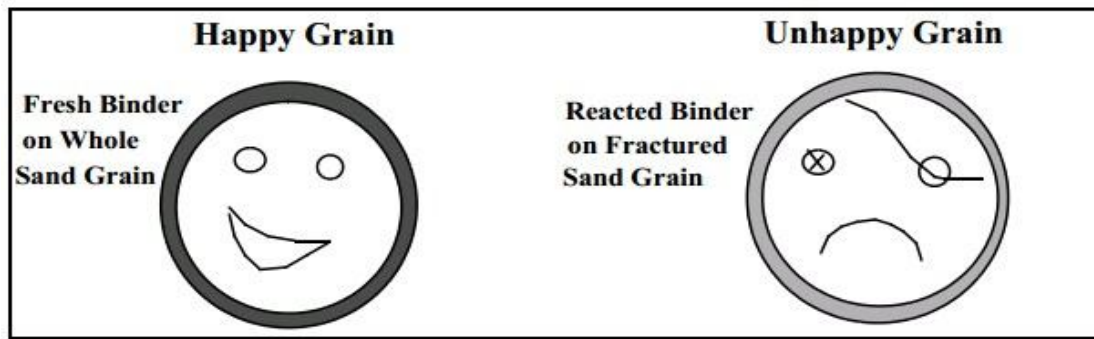 Happy Grain
Fresh Binder
on Whole
Sand Grain
Unhappy Grain
Reacted Binder
on Fractured
Sand Grain